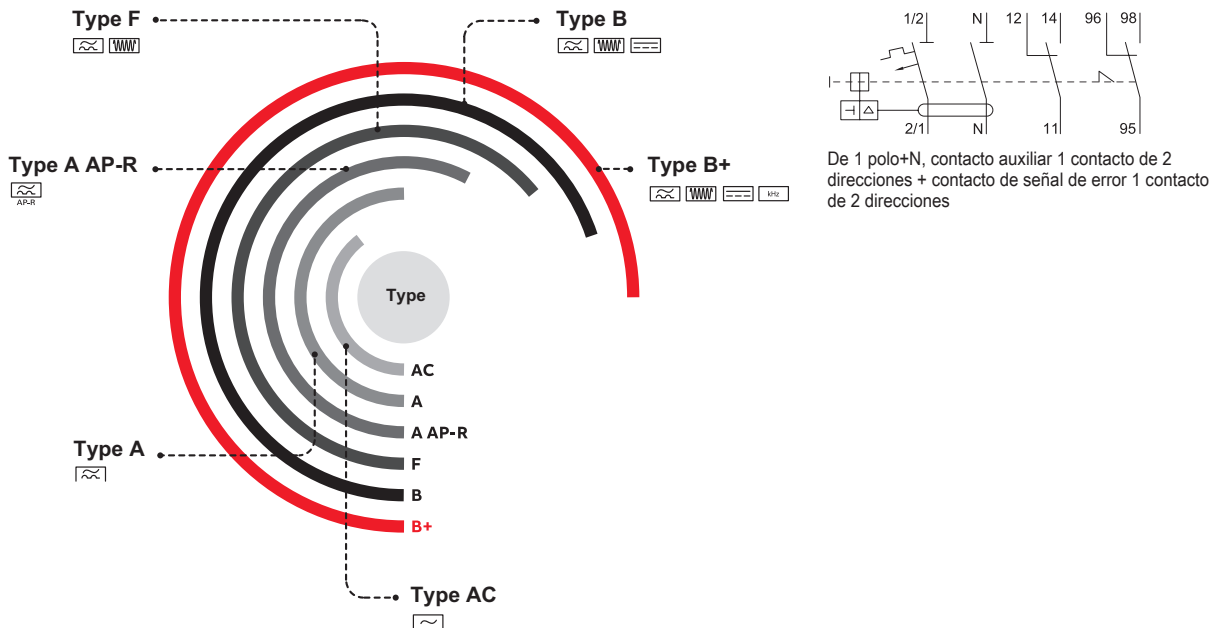 Type F
Type B
Type A AP-R
AP-R
Type B+
kHz
Type
AC
A
A AP-R
F
B
B+
Type A
Type AC
1/2 N 12 14 96 98
2/1 N 11 95
De 1 polo+N, contacto auxiliar 1 contacto de 2
direcciones + contacto de señal de error 1 contacto
de 2 direcciones